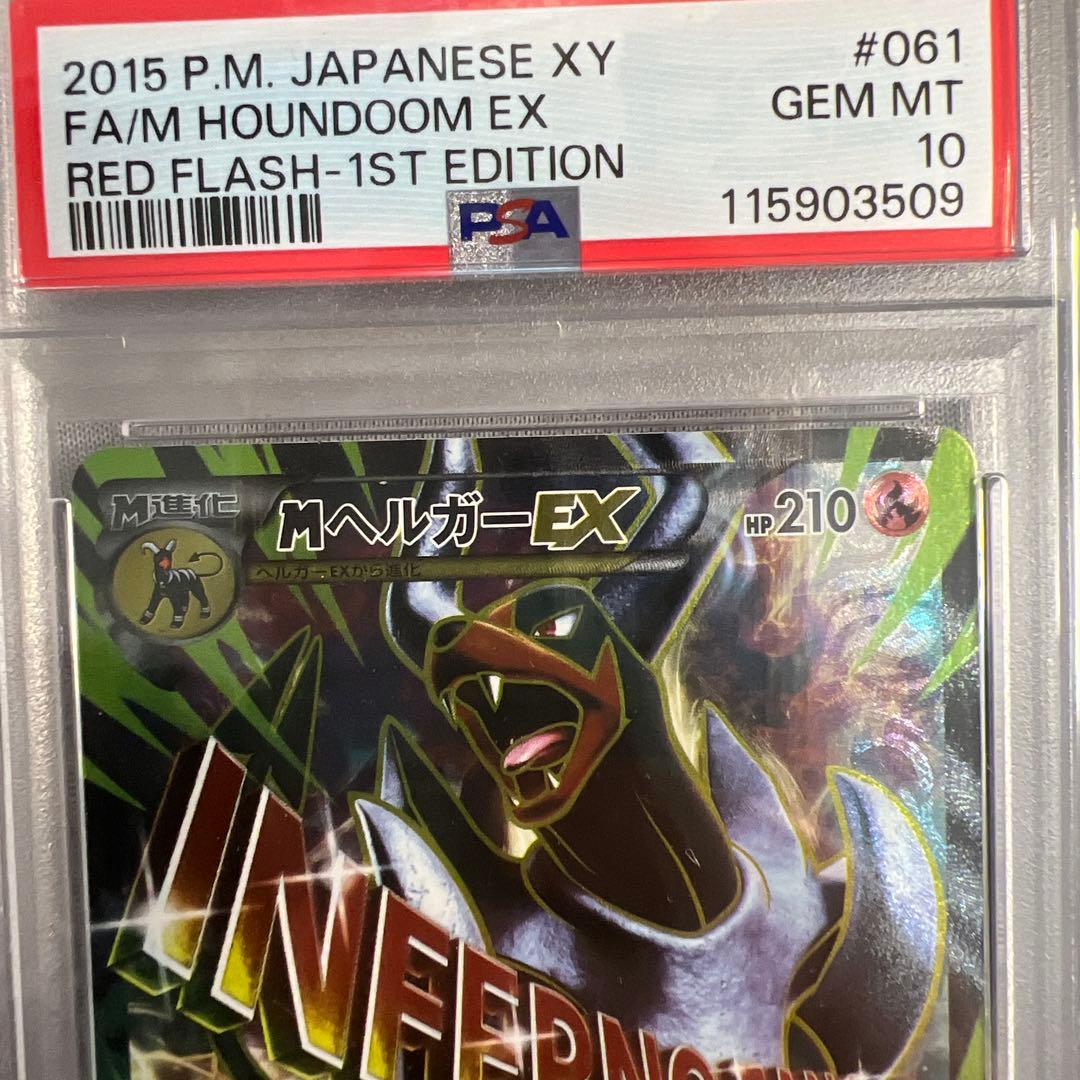 2015 P.M. JAPANESE XY #061
FA/M HOUNDOOM EX GEM MT
RED FLASH-1ST EDITION 10
PSA 115903509
M進化 MヘルガーEX HP210
ヘルガーEXから進化